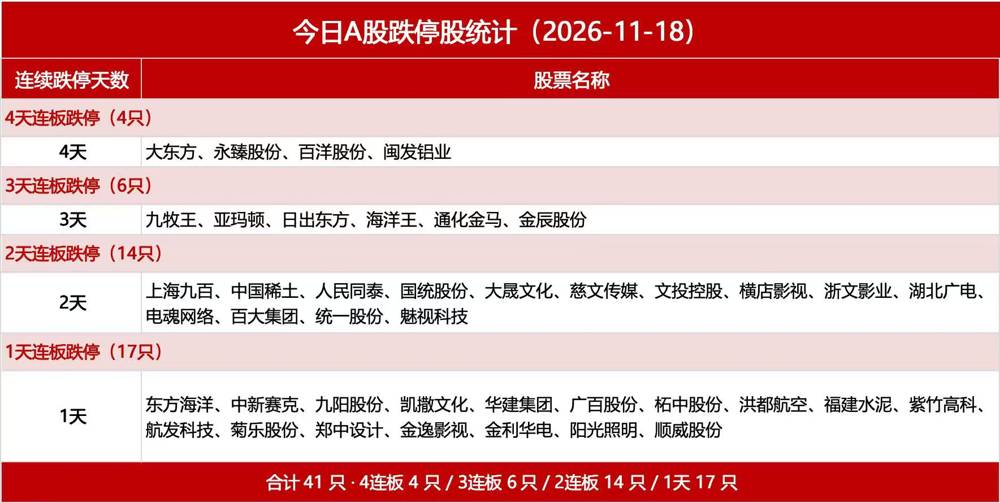 今日A股跌停股统计（2026-11-18）
连续跌停天数 股票名称
4天连板跌停（4只）
4天 大东方、永臻股份、百洋股份、闽发铝业
3天连板跌停（6只）
3天 九牧王、亚玛顿、日出东方、海洋王、通化金马、金辰股份
2天连板跌停（14只）
2天 上海九百、中国稀土、人民同泰、国统股份、大晟文化、慈文传媒、文投控股、横店影视、浙文影业、湖北广电、
电魂网络、百大集团、统一股份、魅视科技
1天连板跌停（17只）
1天 东方海洋、中新赛克、九阳股份、凯撒文化、华建集团、广百股份、柘中股份、洪都航空、福建水泥、紫竹高科、
航发科技、菊乐股份、郑中设计、金逸影视、金利华电、阳光照明、顺威股份
合计 41 只 · 4连板 4 只 / 3连板 6 只 / 2连板 14 只 / 1天 17 只